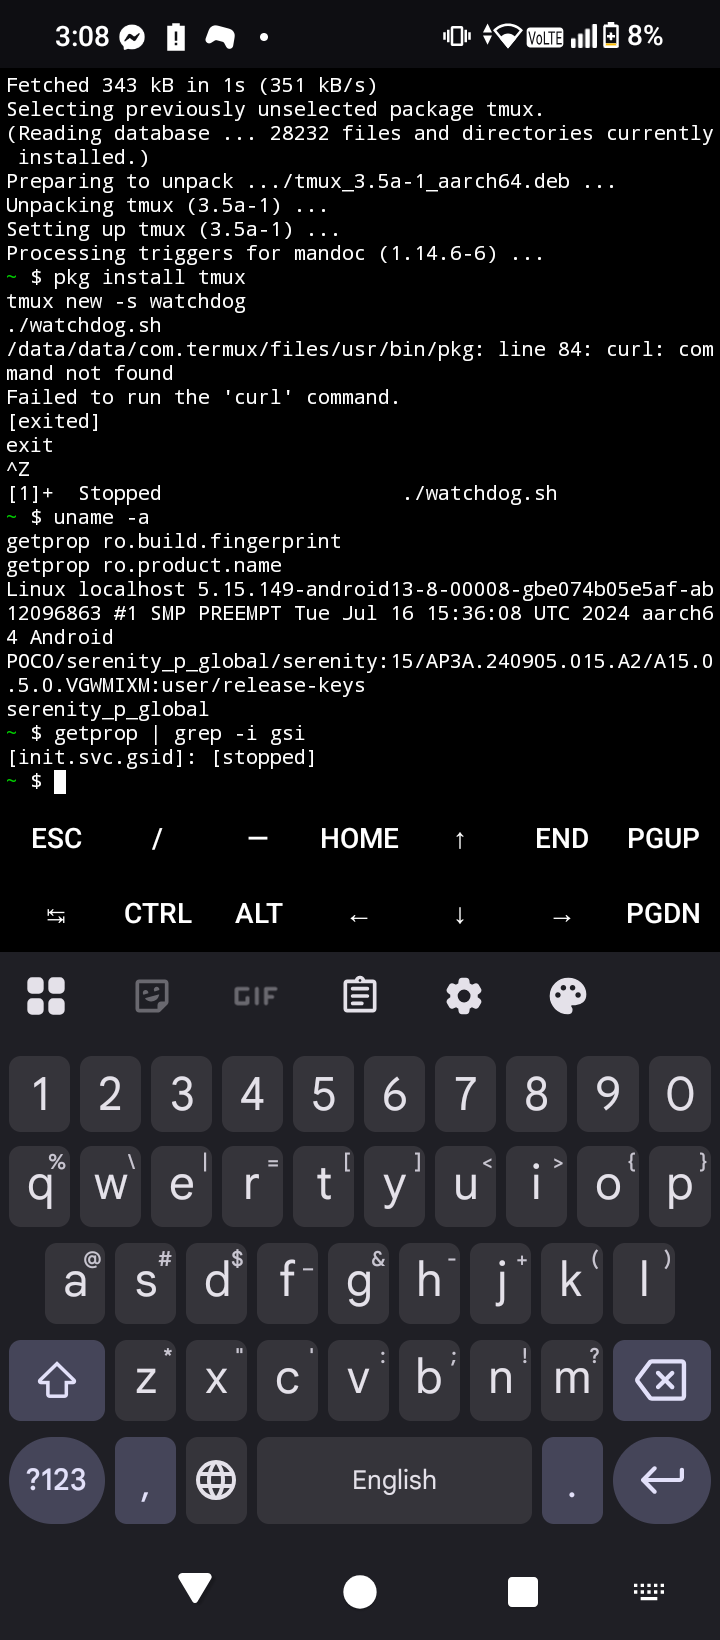 3:08 VoLTE 8%
Fetched 343 kB in 1s (351 kB/s)
Selecting previously unselected package tmux.
(Reading database ... 28232 files and directories currently
 installed.)
Preparing to unpack .../tmux_3.5a-1_aarch64.deb ...
Unpacking tmux (3.5a-1) ...
Setting up tmux (3.5a-1) ...
Processing triggers for mandoc (1.14.6-6) ...
~ $ pkg install tmux
tmux new -s watchdog
./watchdog.sh
/data/data/com.termux/files/usr/bin/pkg: line 84: curl: com
mand not found
Failed to run the 'curl' command.
[exited]
exit
^Z
[1]+  Stopped                    ./watchdog.sh
~ $ uname -a
getprop ro.build.fingerprint
getprop ro.product.name
Linux localhost 5.15.149-android13-8-00008-gbe074b05e5af-ab
12096863 #1 SMP PREEMPT Tue Jul 16 15:36:08 UTC 2024 aarch6
4 Android
POCO/serenity_p_global/serenity:15/AP3A.240905.015.A2/A15.0
.5.0.VGWMIXM:user/release-keys
serenity_p_global
~ $ getprop | grep -i gsi
[init.svc.gsid]: [stopped]
~ $
ESC / — HOME ↑ END PGUP
↹ CTRL ALT ← ↓ → PGDN
GIF
1 2 3 4 5 6 7 8 9 0
q % w \ e | r = t [ y ] u < i > o { p }
a @ s # d $ f _ g & h - j + k ( l )
z * x " c ' v : b ; n ! m ?
?123 , English .